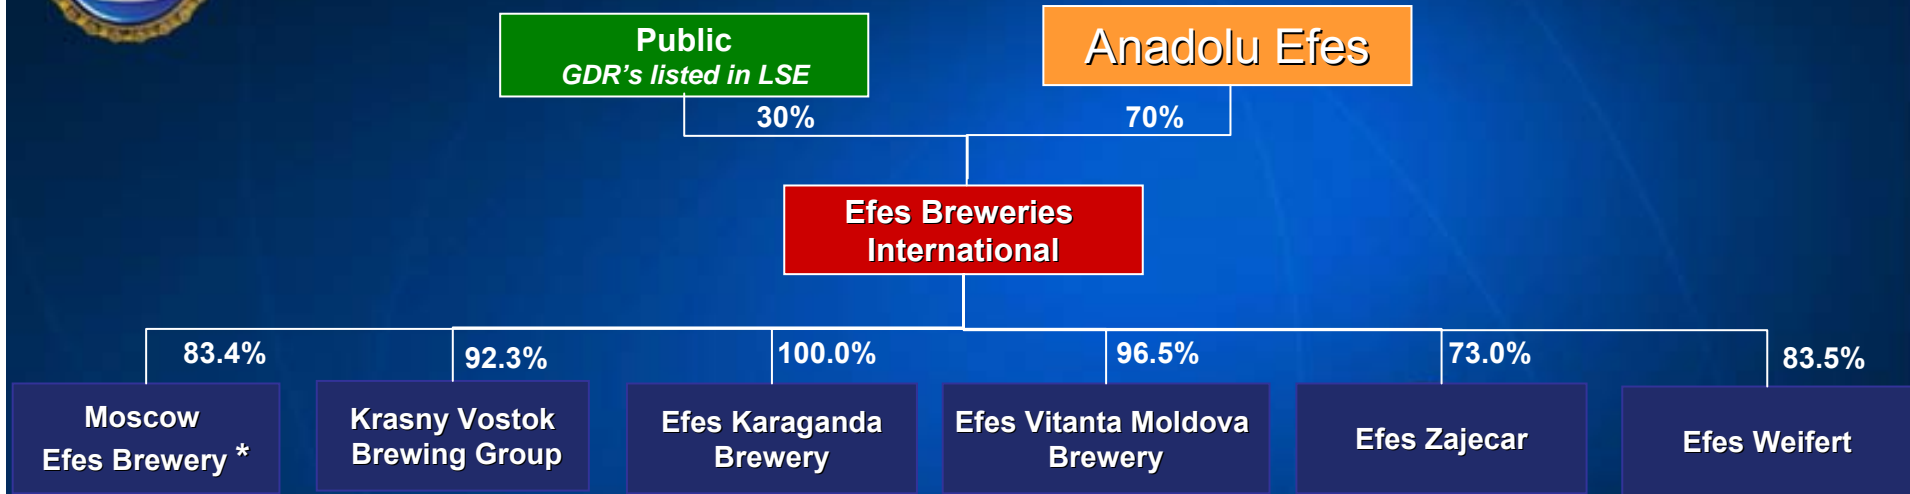 Public
GDR's listed in LSE
Anadolu Efes
30%
70%
Efes Breweries
International
83.4%
92.3%
100.0%
96.5%
73.0%
83.5%
Moscow
Efes Brewery *
Krasny Vostok
Brewing Group
Efes Karaganda
Brewery
Efes Vitanta Moldova
Brewery
Efes Zajecar
Efes Weifert